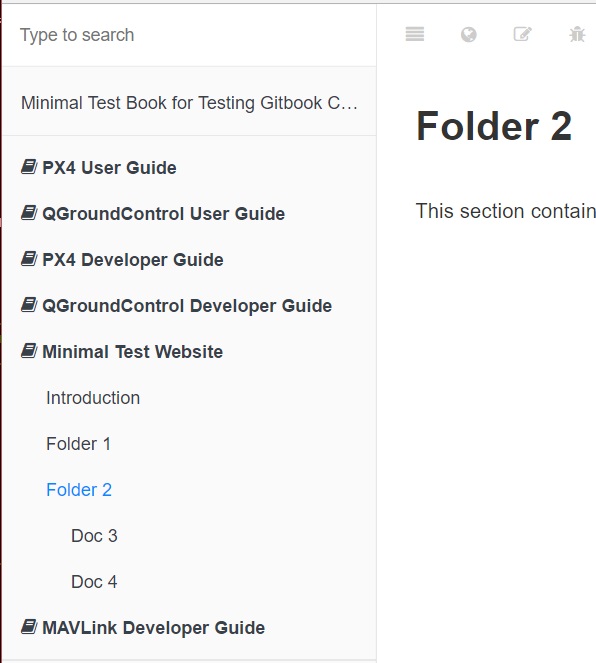 Type to search
Minimal Test Book for Testing Gitbook C…
PX4 User Guide
QGroundControl User Guide
PX4 Developer Guide
QGroundControl Developer Guide
Minimal Test Website
Introduction
Folder 1
Folder 2
Doc 3
Doc 4
MAVLink Developer Guide
Folder 2
This section contain